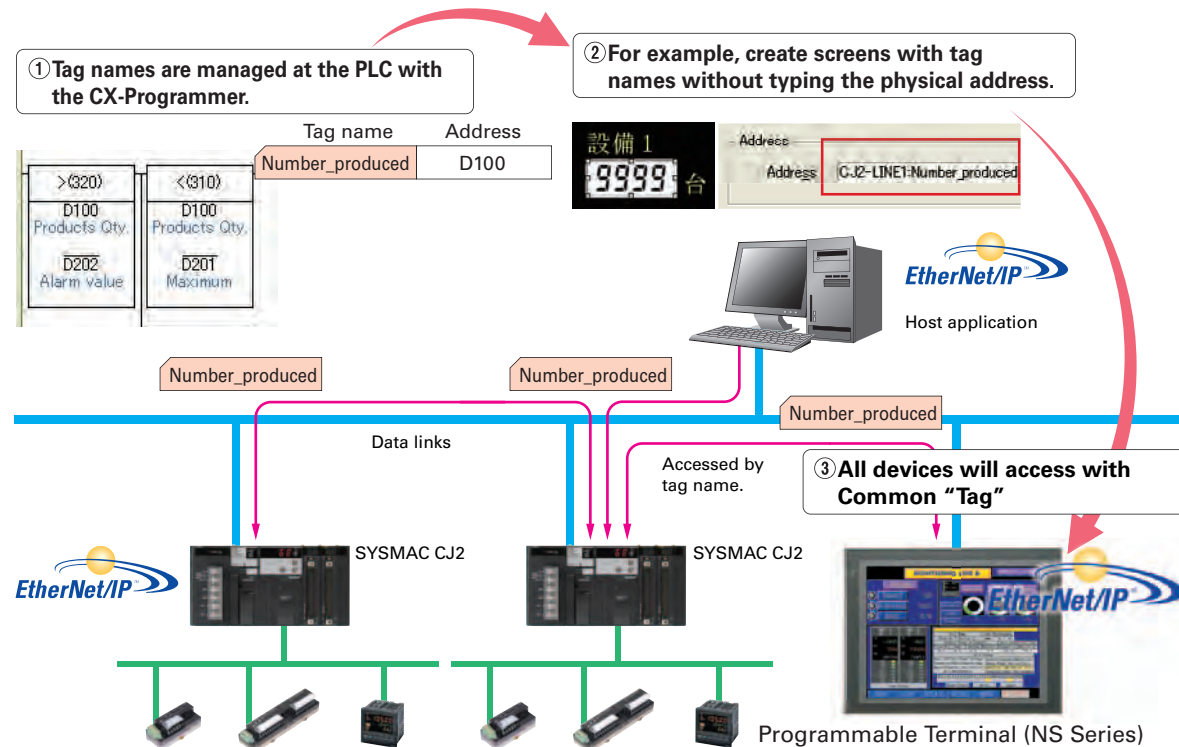 ①Tag names are managed at the PLC with
the CX-Programmer.
②For example, create screens with tag
names without typing the physical address.
Tag name Address
Number_produced D100
>(320) <(310)
D100 D100
Products Qty. Products Qty.
D202 D201
Alarm value Maximum
設備1
9999 台
Address
Address CJ2-LINE1:Number_produced
EtherNet/IP™
Host application
Number_produced
Number_produced
Number_produced
Data links
Accessed by
tag name.
③All devices will access with
Common “Tag”
SYSMAC CJ2
SYSMAC CJ2
EtherNet/IP™
EtherNet/IP
Programmable Terminal (NS Series)